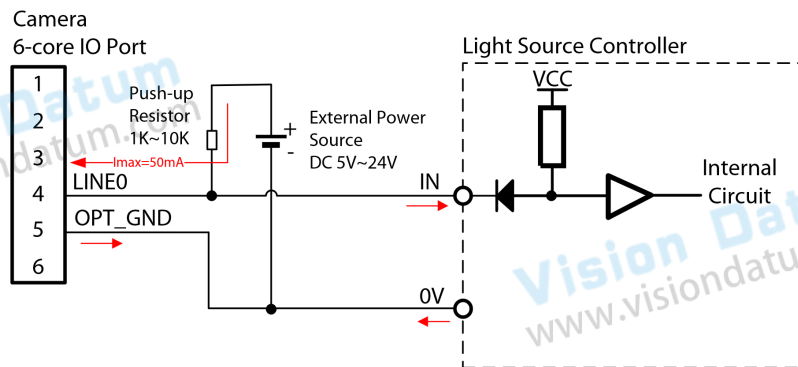 Camera
6-core IO Port
Light Source Controller
1
2
3
4
5
6
Push-up
Resistor
1K~10K
Imax=50mA
+
-
External Power
Source
DC 5V~24V
VCC
LINE0
IN
Internal
Circuit
OPT_GND
0V
Vision Datum
www.visiondatu
Datum
ndatum.com